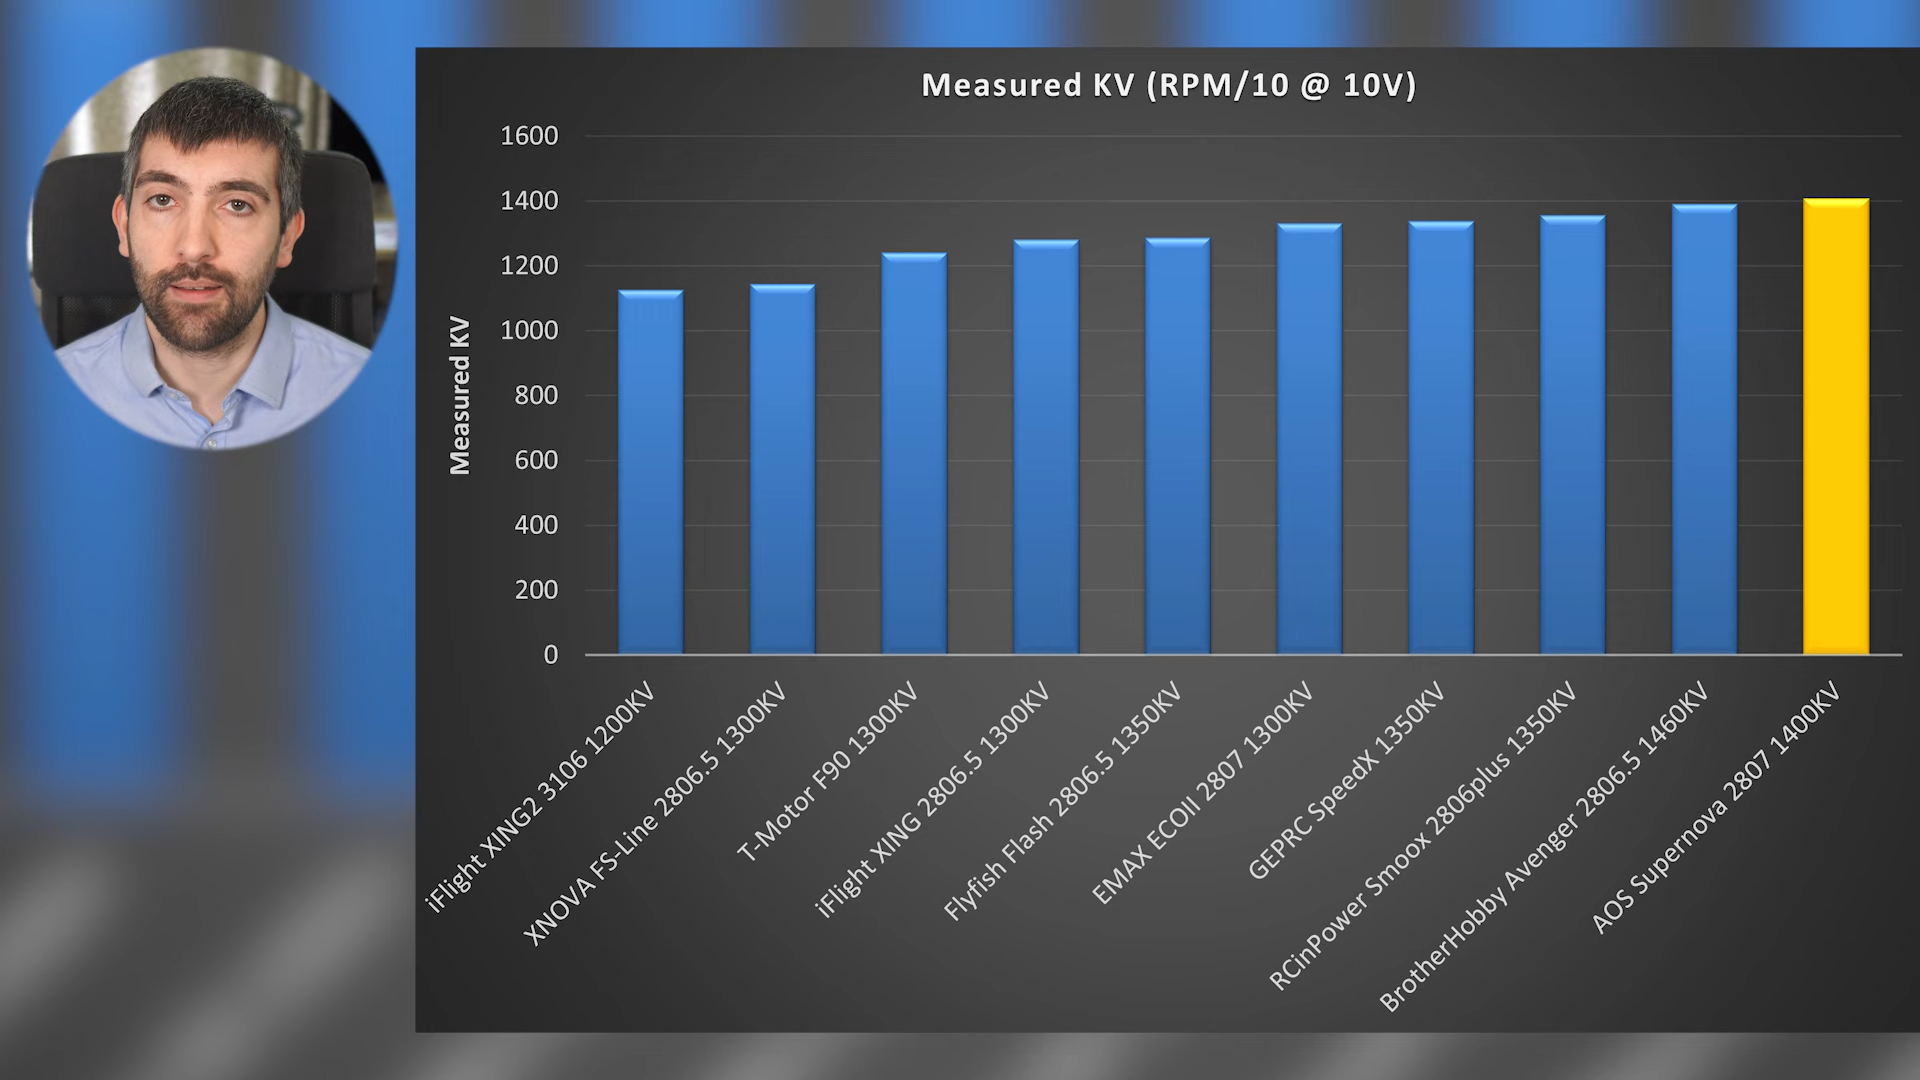 Measured KV (RPM/10 @ 10V)
Measured KV
1600
1400
1200
1000
800
600
400
200
0
iFlight XING2 3106 1200KV
XNOVA FS-Line 2806.5 1300KV
T-Motor F90 1300KV
iFlight XING 2806.5 1300KV
Flyfish Flash 2806.5 1350KV
EMAX ECOII 2807 1300KV
GEPRC SpeedX 1350KV
RCinPower Smoox 2806plus 1350KV
BrotherHobby Avenger 2806.5 1460KV
AOS Supernova 2807 1400KV